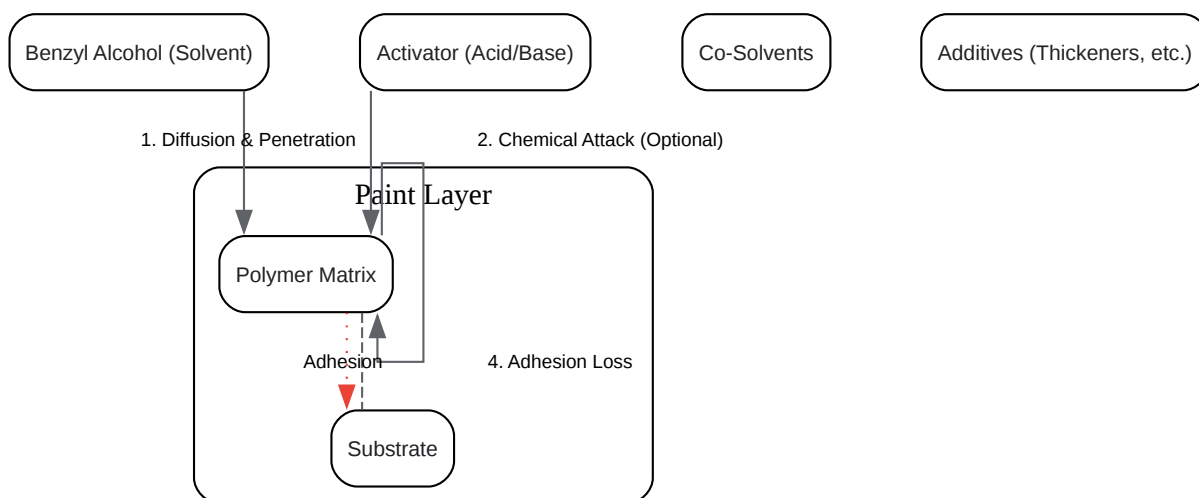 Benzyl Alcohol (Solvent)
Activator (Acid/Base)
Co-Solvents
Additives (Thickeners, etc.)
1. Diffusion & Penetration
2. Chemical Attack (Optional)
Paint Layer
Polymer Matrix
Adhesion
4. Adhesion Loss
Substrate